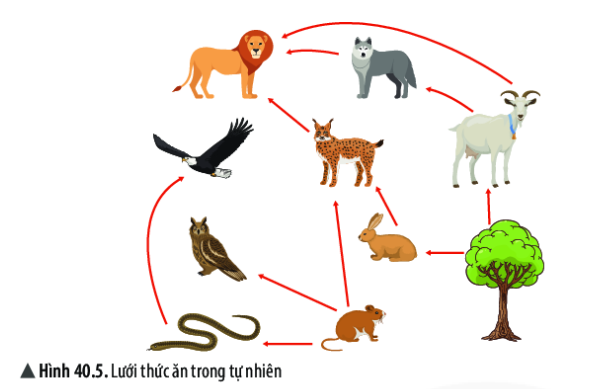 ▲ Hình 40.5. Lưới thức ăn trong tự nhiên